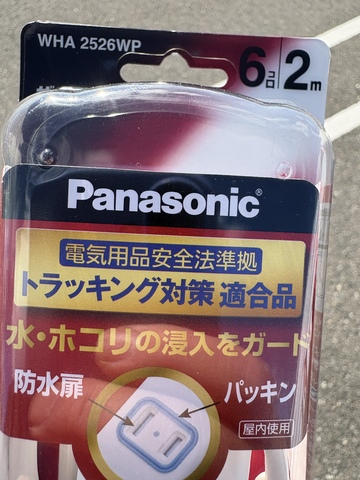 WHA 2526WP
6コロ 2m
Panasonic®
電気用品安全法準拠
トラッキング対策 適合品
水・ホコリの浸入をガード
防水扉
パッキン
屋内使用